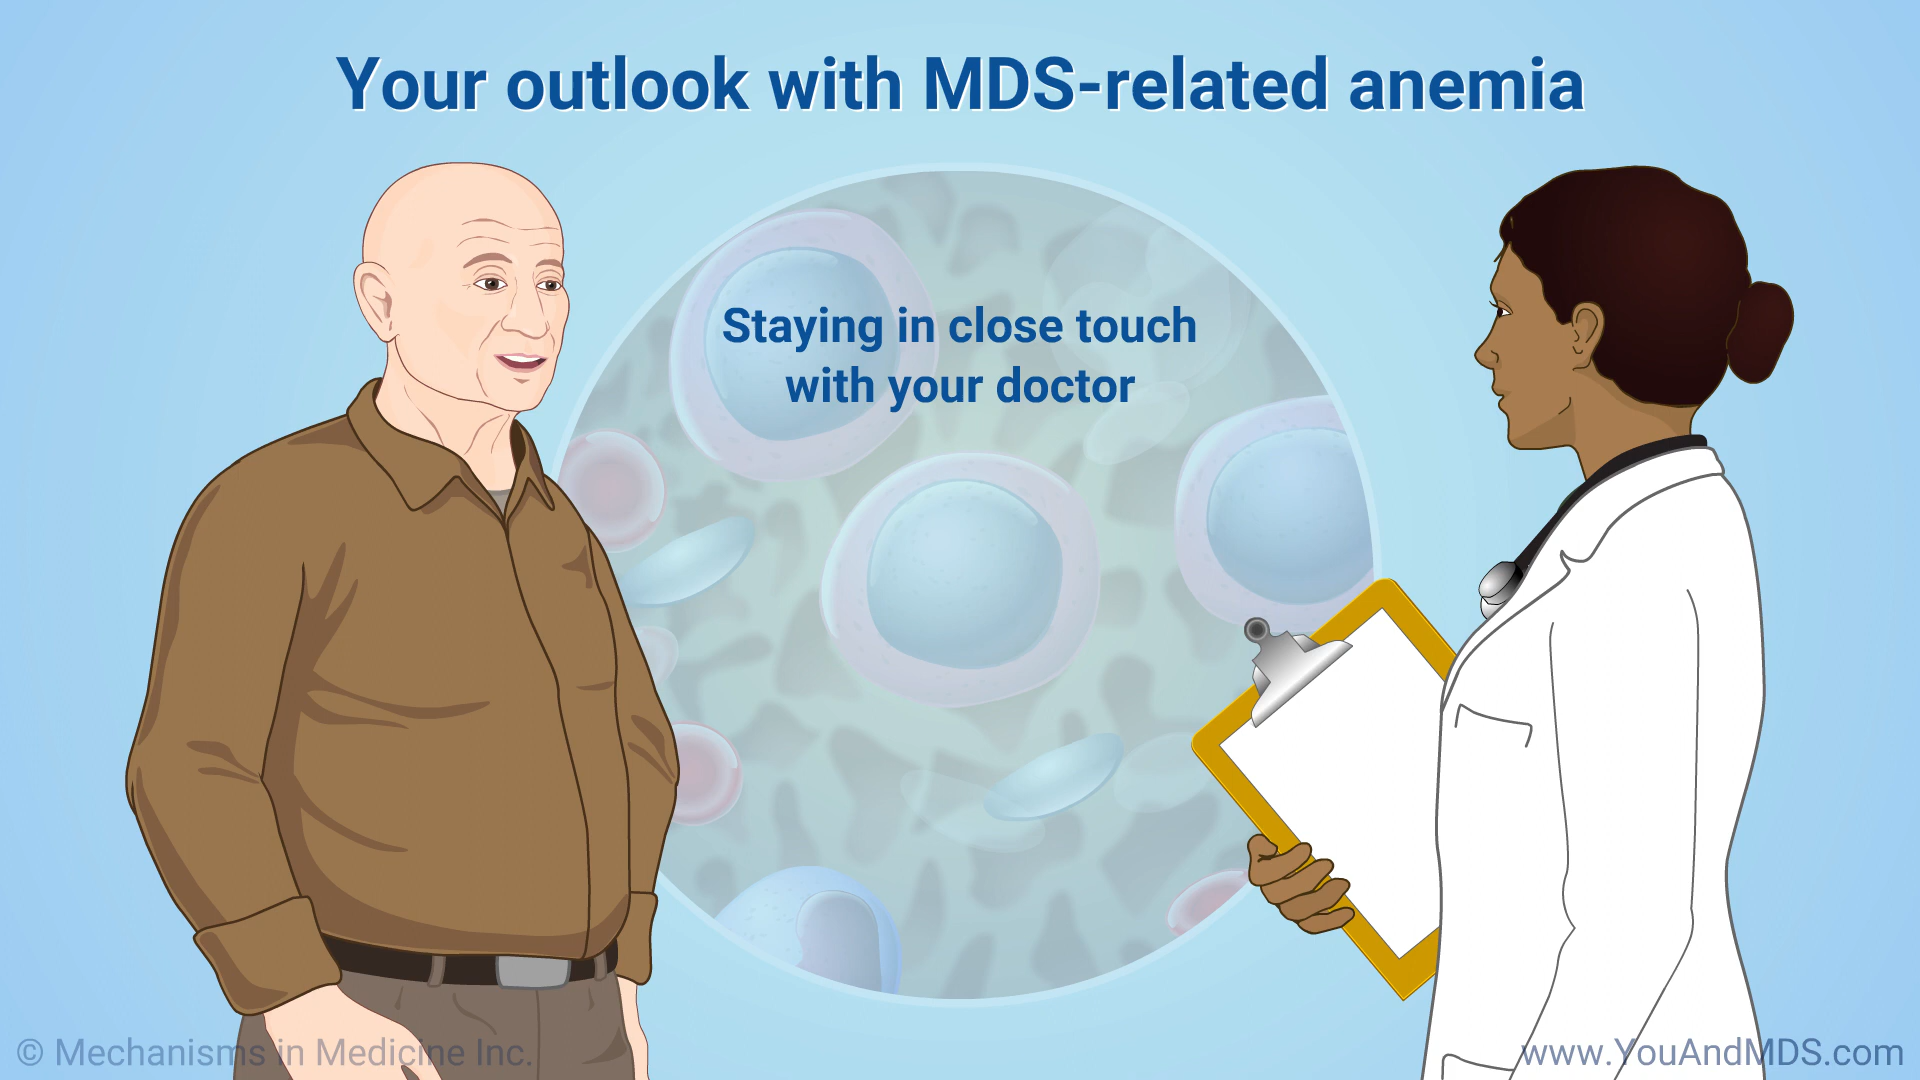 Your outlook with MDS-related anemia
Staying in close touch
with your doctor
© Mechanisms in Medicine Inc.
www.YouAndMDS.com